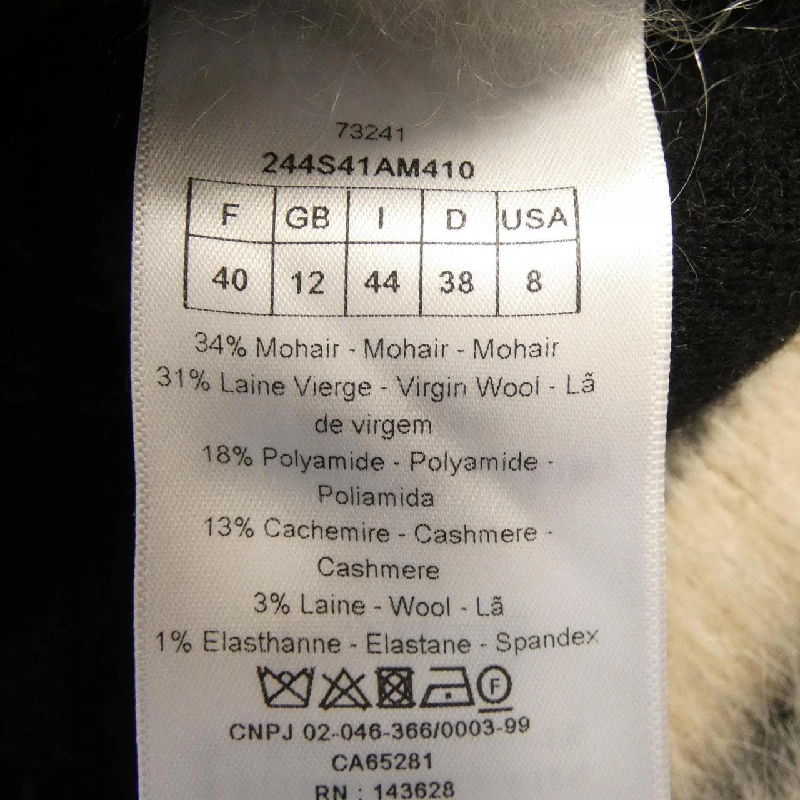 73241
244S41AM410
F GB I D USA
40 12 44 38 8
34% Mohair - Mohair - Mohair
31% Laine Vierge - Virgin Wool - Lã
de virgem
18% Polyamide - Polyamide -
Poliamida
13% Cachemire - Cashmere -
Cashmere
3% Laine - Wool - Lã
1% Elasthanne - Elastane - Spandex
F
CNPJ 02-046-366/0003-99
CA65281
RN : 143628